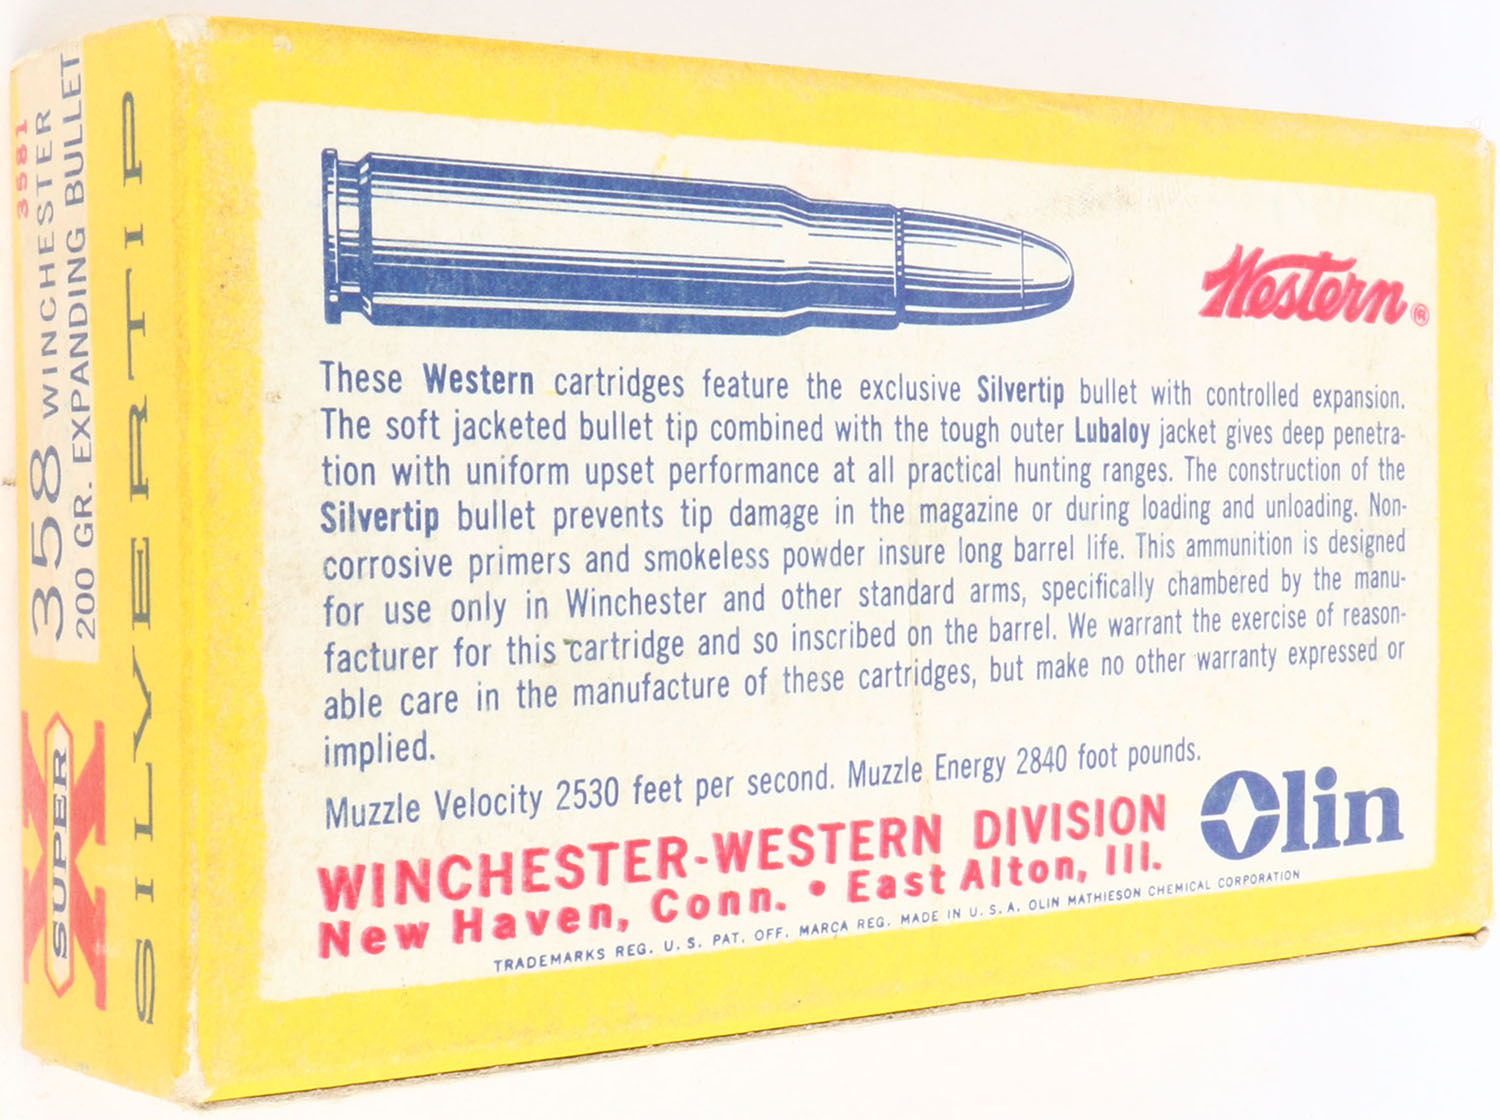 3581
358 WINCHESTER
200 GR. EXPANDING BULLET
SUPER X
SILVERTIP
Western®
These Western cartridges feature the exclusive Silvertip bullet with controlled expansion.
The soft jacketed bullet tip combined with the tough outer Lubaloy jacket gives deep penetra-
tion with uniform upset performance at all practical hunting ranges. The construction of the
Silvertip bullet prevents tip damage in the magazine or during loading and unloading. Non-
corrosive primers and smokeless powder insure long barrel life. This ammunition is designed
for use only in Winchester and other standard arms, specifically chambered by the manu-
facturer for this cartridge and so inscribed on the barrel. We warrant the exercise of reason-
able care in the manufacture of these cartridges, but make no other warranty expressed or
implied.
Muzzle Velocity 2530 feet per second. Muzzle Energy 2840 foot pounds.
WINCHESTER-WESTERN DIVISION
New Haven, Conn. • East Alton, Ill.
Olin
TRADEMARKS REG. U. S. PAT. OFF. MARCA REG. MADE IN U. S. A. OLIN MATHIESON CHEMICAL CORPORATION